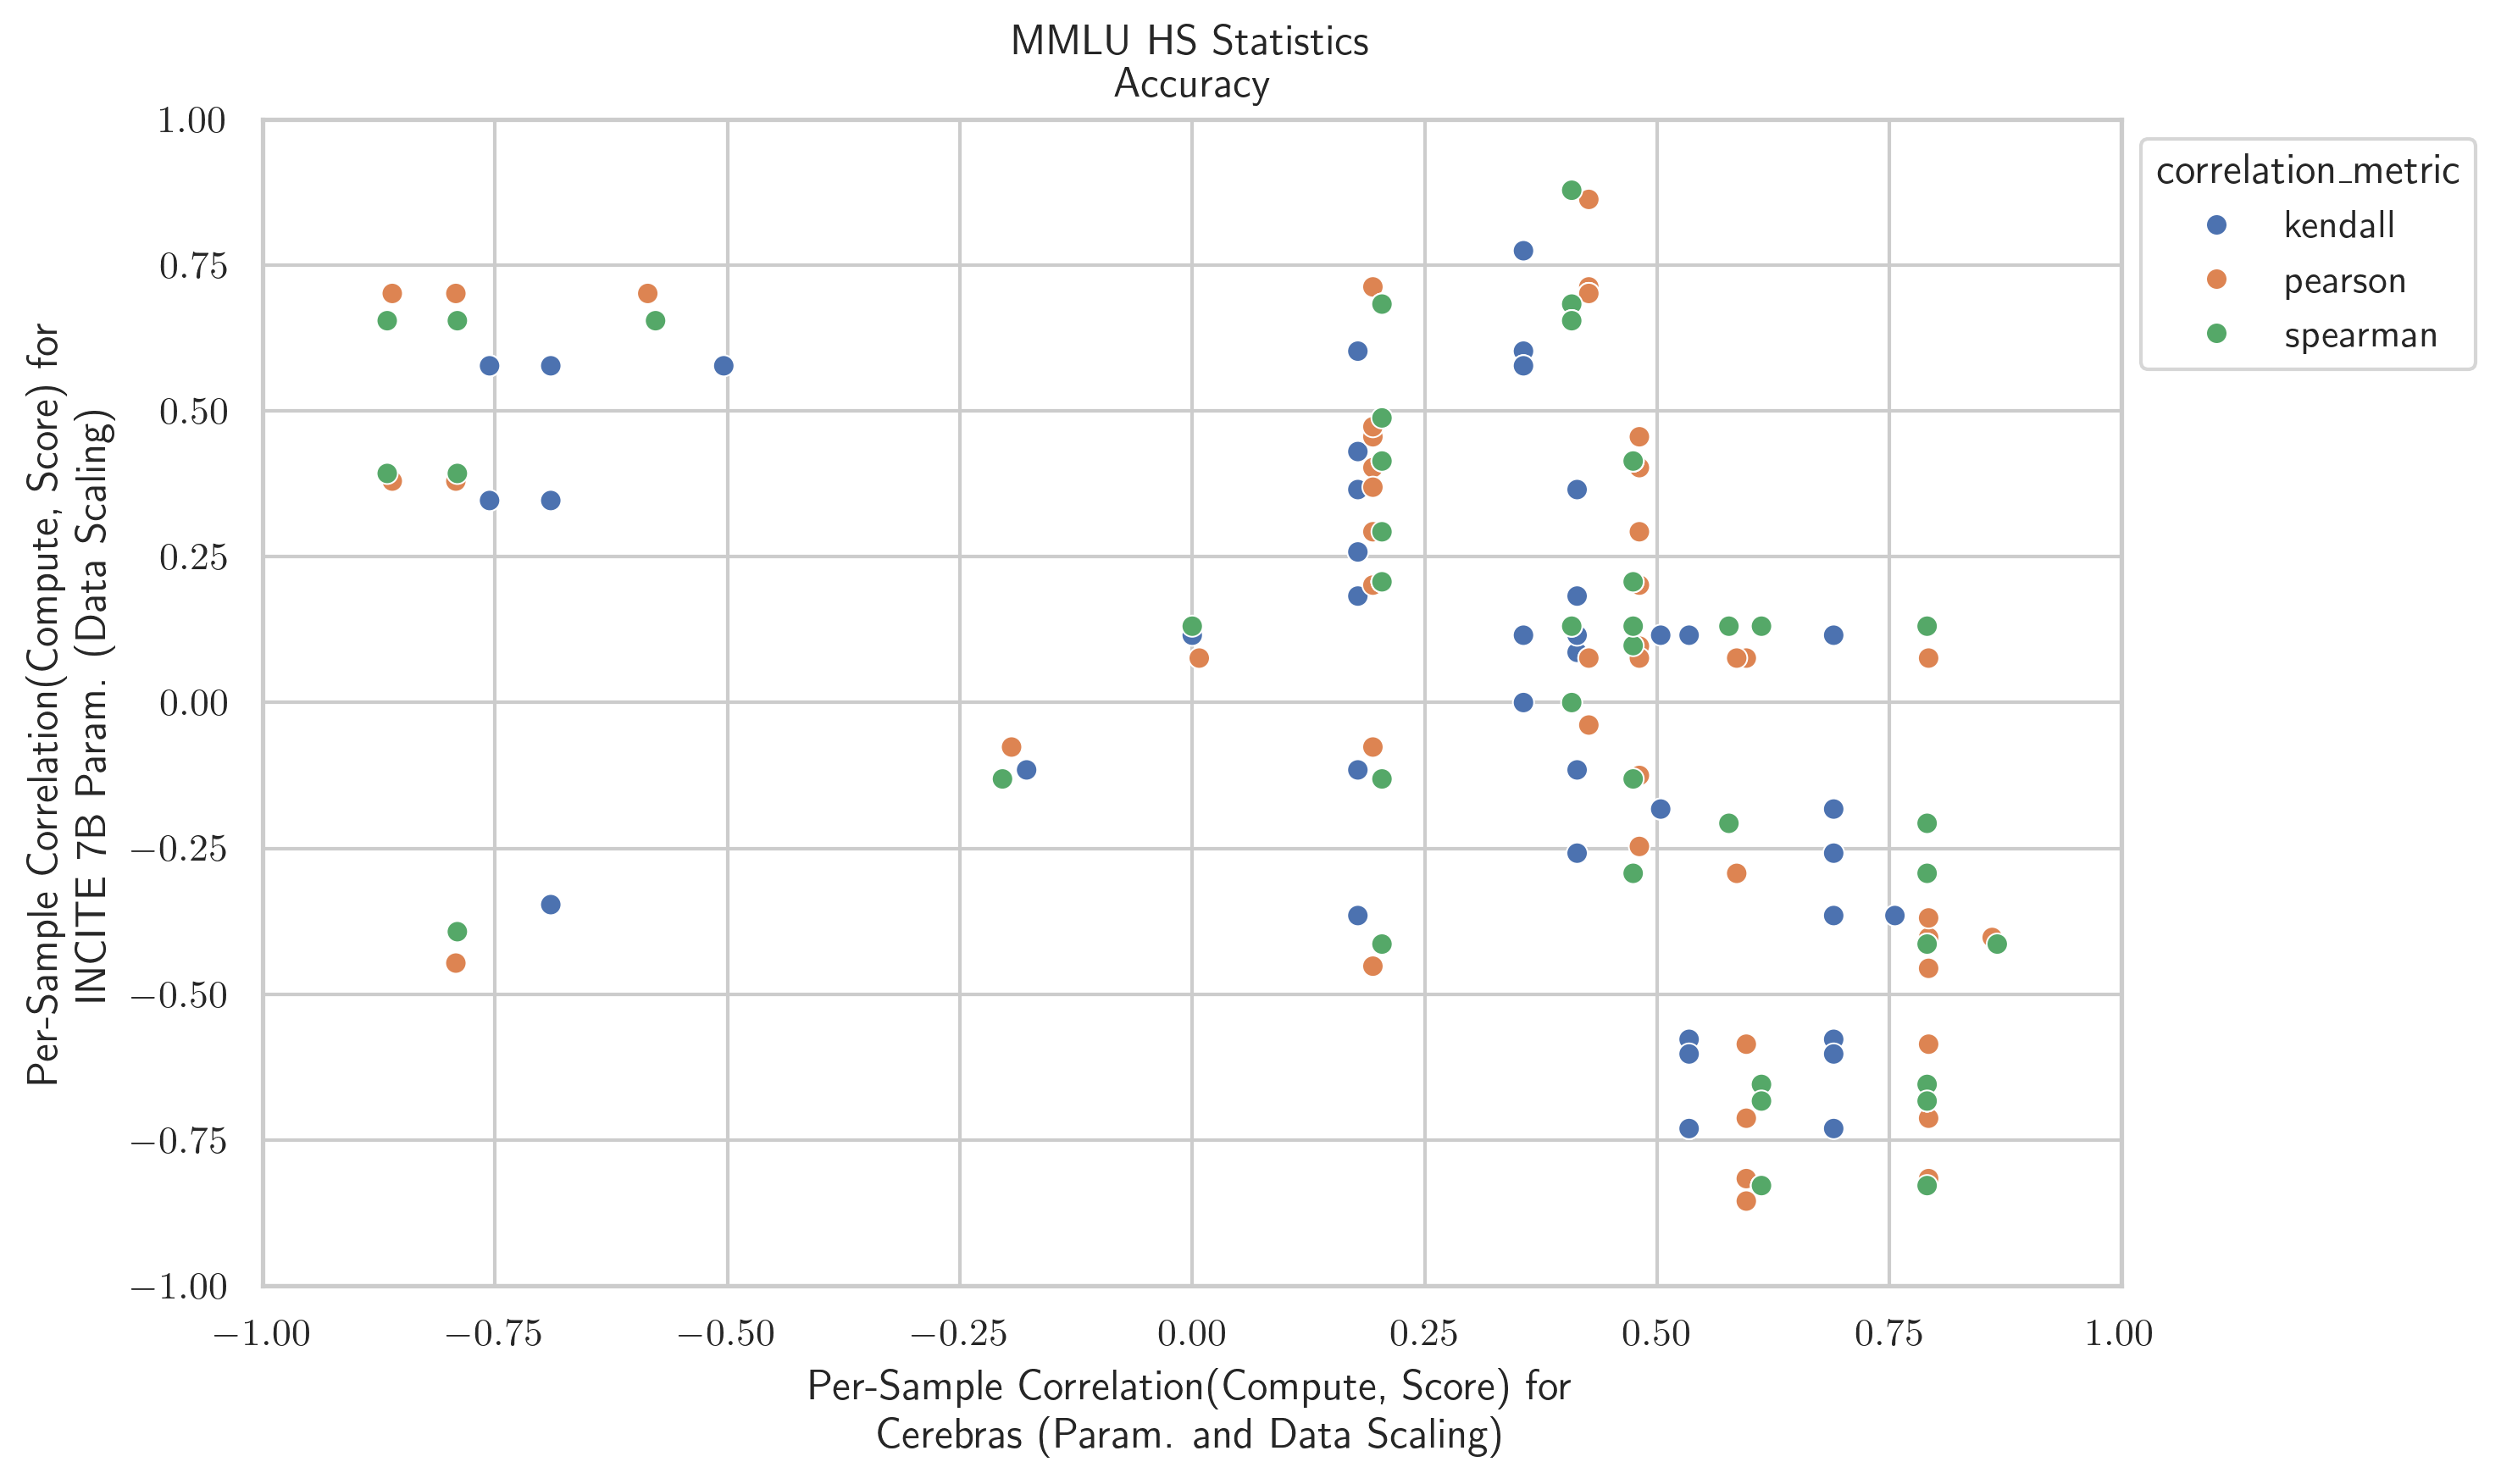 MMLU HS Statistics
Accuracy
1.00
0.75
0.50
0.25
0.00
−0.25
−0.50
−0.75
−1.00
Per-Sample Correlation(Compute, Score) for
INCITE 7B Param. (Data Scaling)
−1.00 −0.75 −0.50 −0.25 0.00 0.25 0.50 0.75 1.00
Per-Sample Correlation(Compute, Score) for
Cerebras (Param. and Data Scaling)
correlation_metric
kendall
pearson
spearman